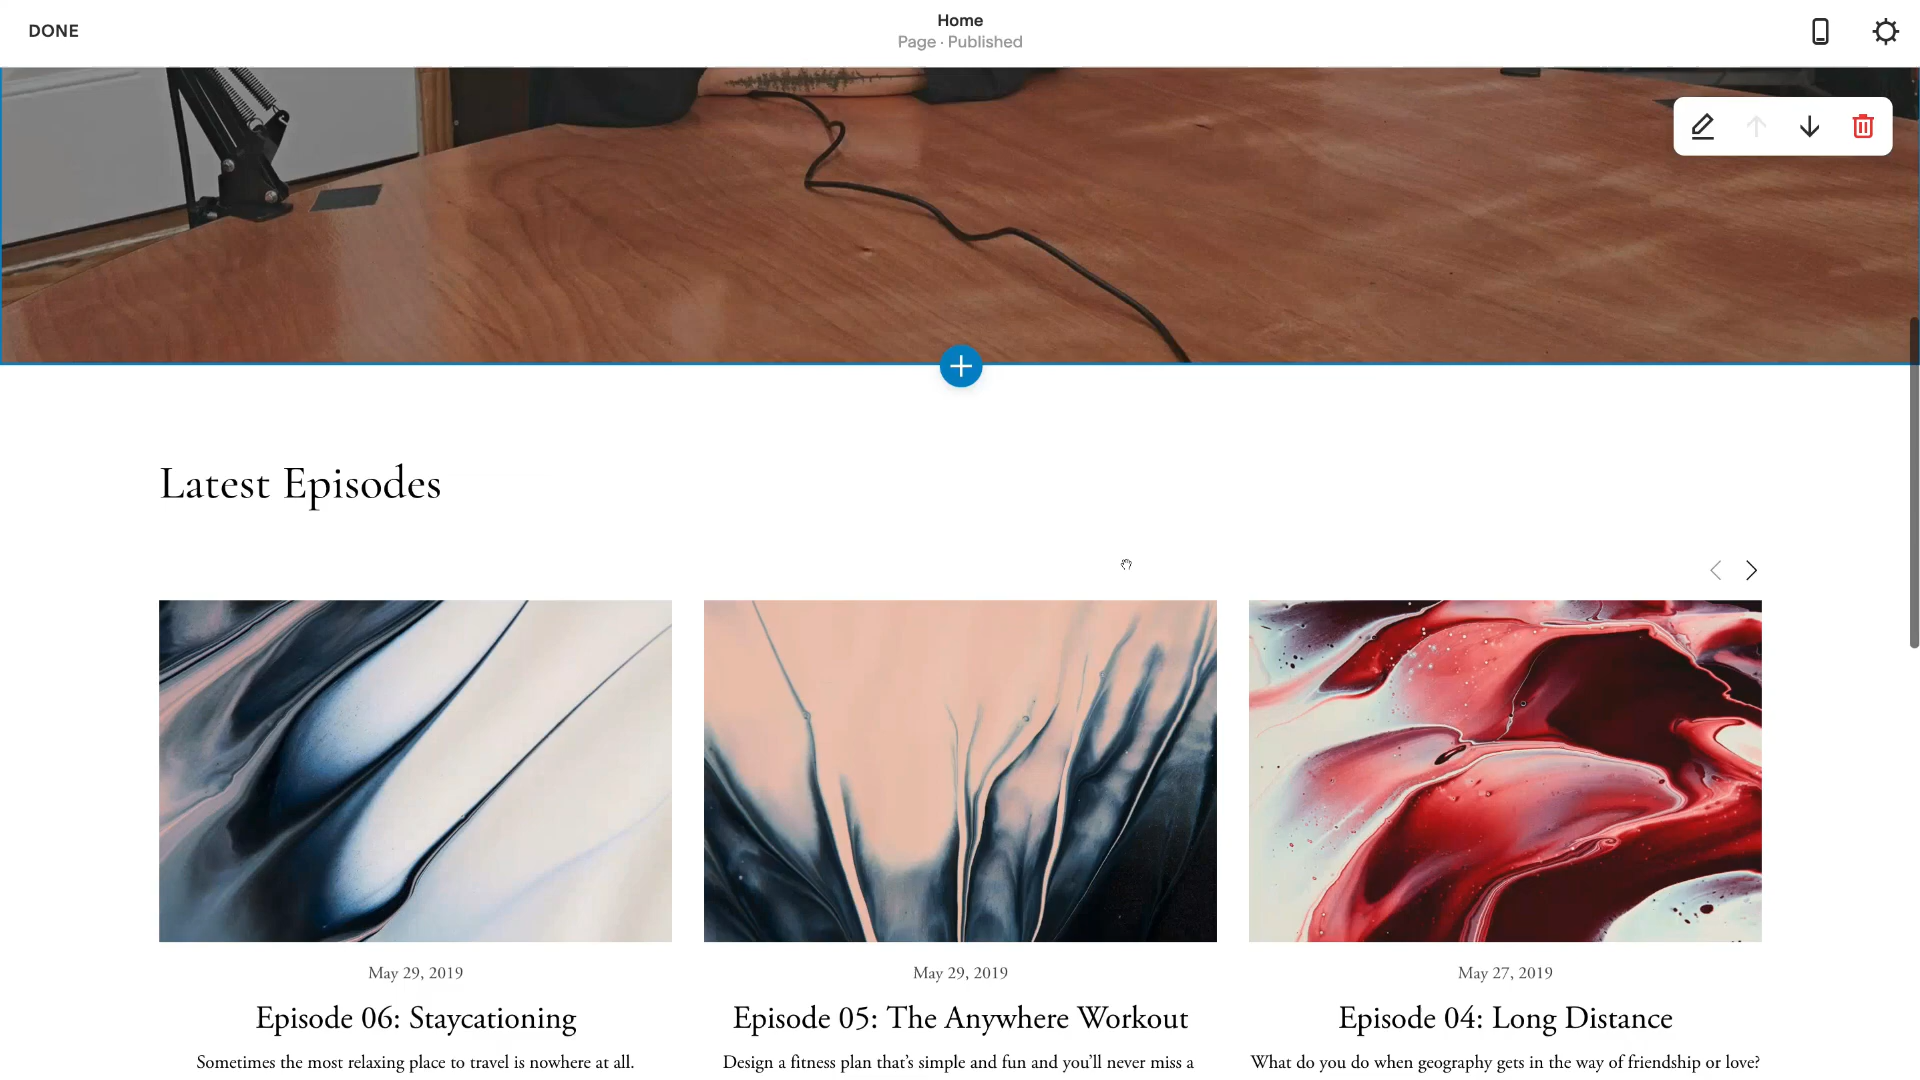 DONE
Home
Page · Published
Latest Episodes
May 29, 2019
Episode 06: Staycationing
Sometimes the most relaxing place to travel is nowhere at all.
May 29, 2019
Episode 05: The Anywhere Workout
Design a fitness plan that’s simple and fun and you’ll never miss a
May 27, 2019
Episode 04: Long Distance
What do you do when geography gets in the way of friendship or love?